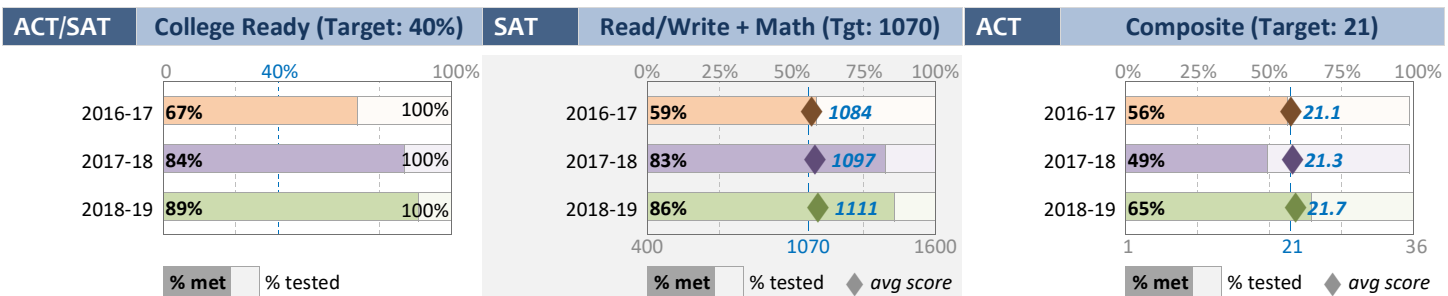 ACT/SAT College Ready (Target: 40%)
0 40% 100%
2016-17 67% 100%
2017-18 84% 100%
2018-19 89% 100%
% met % tested
SAT Read/Write + Math (Tgt: 1070)
0% 25% 50% 75% 100%
2016-17 59% 1084
2017-18 83% 1097
2018-19 86% 1111
400 1070 1600
% met % tested avg score
ACT Composite (Target: 21)
0% 25% 50% 75% 100%
2016-17 56% 21.1
2017-18 49% 21.3
2018-19 65% 21.7
1 21 36
% met % tested avg score